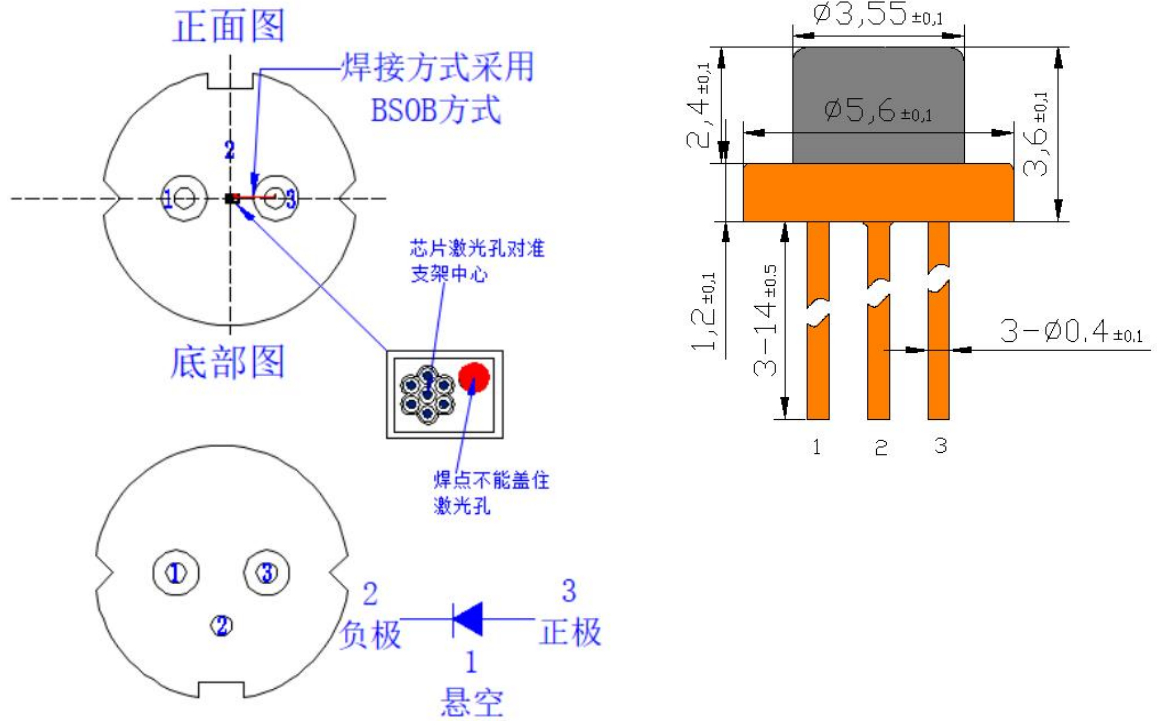 正面图
焊接方式采用
BSOB方式
2
1
3
芯片激光孔对准
支架中心
底部图
焊点不能盖住
激光孔
1
3
2
2
负极
3
正极
1
悬空
Ø3,55±0,1
2,4±0,1
Ø5,6±0,1
3,6±0,1
1,2±0,1
3-14±0.5
3-Ø0.4±0,1
1
2
3